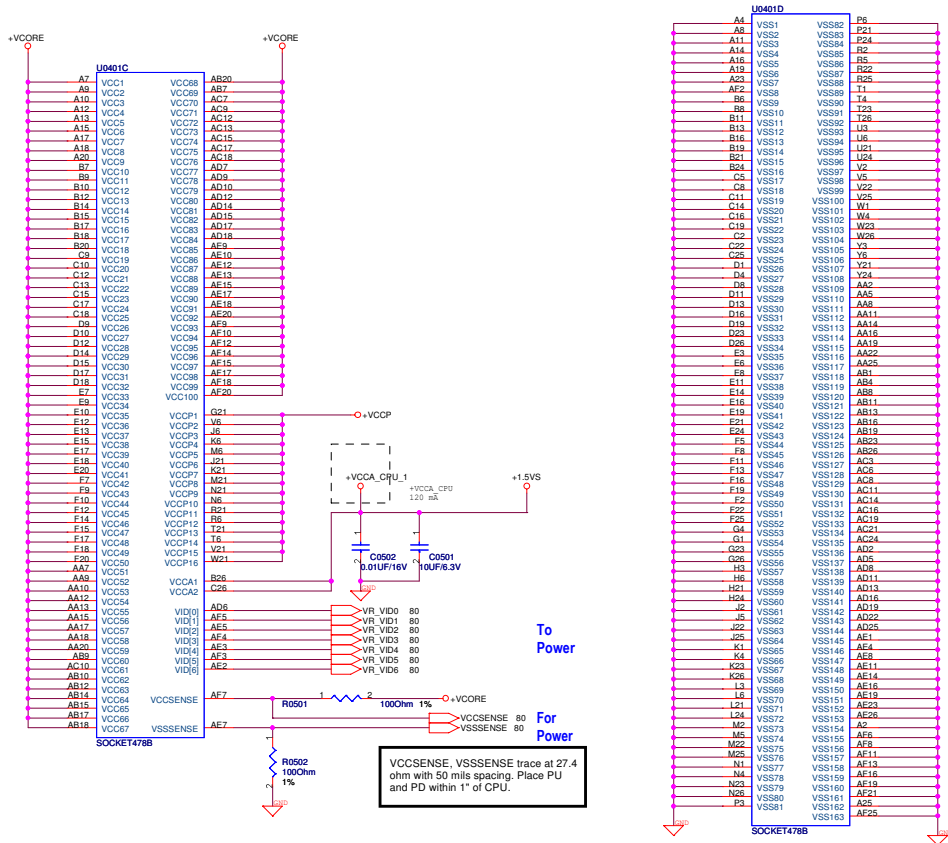 +VCORE +VCORE
U0401C
A7 VCC1 VCC68 AB20
A9 VCC2 VCC69 AB7
A10 VCC3 VCC70 AC7
A12 VCC4 VCC71 AC9
A13 VCC5 VCC72 AC12
A15 VCC6 VCC73 AC13
A17 VCC7 VCC74 AC15
A18 VCC8 VCC75 AC17
A20 VCC9 VCC76 AC18
B7 VCC10 VCC77 AD7
B9 VCC11 VCC78 AD9
B10 VCC12 VCC79 AD10
B12 VCC13 VCC80 AD12
B14 VCC14 VCC81 AD14
B15 VCC15 VCC82 AD15
B17 VCC16 VCC83 AD17
B18 VCC17 VCC84 AD18
B20 VCC18 VCC85 AE9
C9 VCC19 VCC86 AE10
C10 VCC20 VCC87 AE12
C12 VCC21 VCC88 AE13
C13 VCC22 VCC89 AE15
C15 VCC23 VCC90 AE17
C17 VCC24 VCC91 AE18
C18 VCC25 VCC92 AE20
D9 VCC26 VCC93 AF9
D10 VCC27 VCC94 AF10
D12 VCC28 VCC95 AF12
D14 VCC29 VCC96 AF14
D15 VCC30 VCC97 AF15
D17 VCC31 VCC98 AF17
D18 VCC32 VCC99 AF18
E7 VCC33 VCC100 AF20
E9 VCC34
E10 VCC35 VCCP1 G21 +VCCP
E12 VCC36 VCCP2 V6
E13 VCC37 VCCP3 J6
E15 VCC38 VCCP4 K6
E17 VCC39 VCCP5 M6
E18 VCC40 VCCP6 J21
E20 VCC41 VCCP7 K21
F7 VCC42 VCCP8 M21
F9 VCC43 VCCP9 N21
F10 VCC44 VCCP10 N6
F12 VCC45 VCCP11 R21
F14 VCC46 VCCP12 R6
F15 VCC47 VCCP13 T21
F17 VCC48 VCCP14 T6
F18 VCC49 VCCP15 V21
F20 VCC50 VCCP16 W21
AA7 VCC51
AA9 VCC52 VCCA1 B26
AA10 VCC53 VCCA2 C26
AA12 VCC54
AA13 VCC55 VID[0] AD6 VR_VID0 80
AA15 VCC56 VID[1] AF5 VR_VID1 80
AA17 VCC57 VID[2] AE5 VR_VID2 80
AA18 VCC58 VID[3] AF4 VR_VID3 80
AA20 VCC59 VID[4] AE3 VR_VID4 80
AB9 VCC60 VID[5] AF3 VR_VID5 80
AC10 VCC61 VID[6] AE2 VR_VID6 80
AB10 VCC62
AB12 VCC63
AB14 VCC64 VCCSENSE AF7
AB15 VCC65
AB17 VCC66
AB18 VCC67 VSSSENSE AE7
SOCKET478B
+VCCA_CPU_1
+VCCA_CPU
120 mA
+1.5VS
1 1
C0502 C0501
2 0.01UF/16V 2 10UF/6.3V
GND
To
Power
1 2 +VCORE
R0501 100Ohm 1%
VCCSENSE 80
VSSSENSE 80
For
Power
1
R0502
100Ohm
1%
2
GND
VCCSENSE, VSSSENSE trace at 27.4
ohm with 50 mils spacing. Place PU
and PD within 1" of CPU.
U0401D
A4 VSS1 VSS82 P6
A8 VSS2 VSS83 P21
A11 VSS3 VSS84 P24
A14 VSS4 VSS85 R2
A16 VSS5 VSS86 R5
A19 VSS6 VSS87 R22
A23 VSS7 VSS88 R25
AF2 VSS8 VSS89 T1
B6 VSS9 VSS90 T4
B8 VSS10 VSS91 T23
B11 VSS11 VSS92 T26
B13 VSS12 VSS93 U3
B16 VSS13 VSS94 U6
B19 VSS14 VSS95 U21
B21 VSS15 VSS96 U24
B24 VSS16 VSS97 V2
C5 VSS17 VSS98 V5
C8 VSS18 VSS99 V22
C11 VSS19 VSS100 V25
C14 VSS20 VSS101 W1
C16 VSS21 VSS102 W4
C19 VSS22 VSS103 W23
C2 VSS23 VSS104 W26
C22 VSS24 VSS105 Y3
C25 VSS25 VSS106 Y6
D1 VSS26 VSS107 Y21
D4 VSS27 VSS108 Y24
D8 VSS28 VSS109 AA2
D11 VSS29 VSS110 AA5
D13 VSS30 VSS111 AA8
D16 VSS31 VSS112 AA11
D19 VSS32 VSS113 AA14
D23 VSS33 VSS114 AA16
D26 VSS34 VSS115 AA19
E3 VSS35 VSS116 AA22
E6 VSS36 VSS117 AA25
E8 VSS37 VSS118 AB1
E11 VSS38 VSS119 AB4
E14 VSS39 VSS120 AB8
E16 VSS40 VSS121 AB11
E19 VSS41 VSS122 AB13
E21 VSS42 VSS123 AB16
E24 VSS43 VSS124 AB19
F5 VSS44 VSS125 AB23
F8 VSS45 VSS126 AB26
F11 VSS46 VSS127 AC3
F13 VSS47 VSS128 AC6
F16 VSS48 VSS129 AC8
F19 VSS49 VSS130 AC11
F2 VSS50 VSS131 AC14
F22 VSS51 VSS132 AC16
F25 VSS52 VSS133 AC19
G4 VSS53 VSS134 AC21
G1 VSS54 VSS135 AC24
G23 VSS55 VSS136 AD2
G26 VSS56 VSS137 AD5
H3 VSS57 VSS138 AD8
H6 VSS58 VSS139 AD11
H21 VSS59 VSS140 AD13
H24 VSS60 VSS141 AD16
J2 VSS61 VSS142 AD19
J5 VSS62 VSS143 AD22
J22 VSS63 VSS144 AD25
J25 VSS64 VSS145 AE1
K1 VSS65 VSS146 AE4
K4 VSS66 VSS147 AE8
K23 VSS67 VSS148 AE11
K26 VSS68 VSS149 AE14
L3 VSS69 VSS150 AE16
L6 VSS70 VSS151 AE19
L21 VSS71 VSS152 AE23
L24 VSS72 VSS153 AE26
M2 VSS73 VSS154 A2
M5 VSS74 VSS155 AF6
M22 VSS75 VSS156 AF8
M25 VSS76 VSS157 AF11
N1 VSS77 VSS158 AF13
N4 VSS78 VSS159 AF16
N23 VSS79 VSS160 AF19
N26 VSS80 VSS161 AF21
P3 VSS81 VSS162 A25
VSS163 AF25
GND SOCKET478B GND